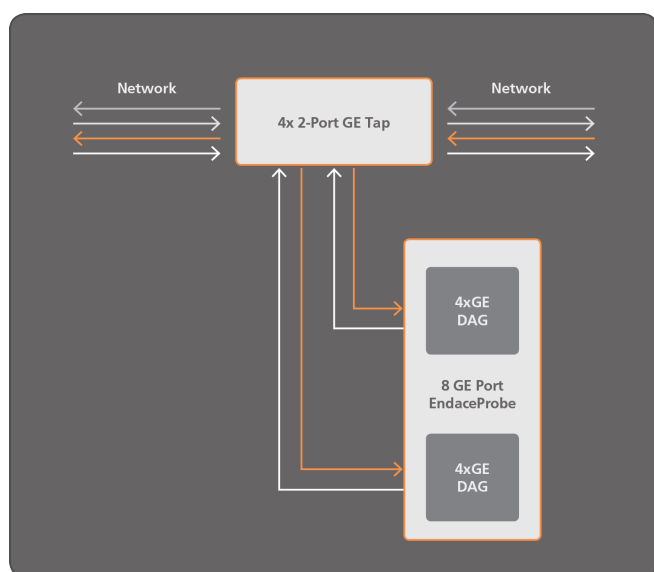 Network
4x 2-Port GE Tap
Network
4xGE
DAG
8 GE Port
EndaceProbe
4xGE
DAG